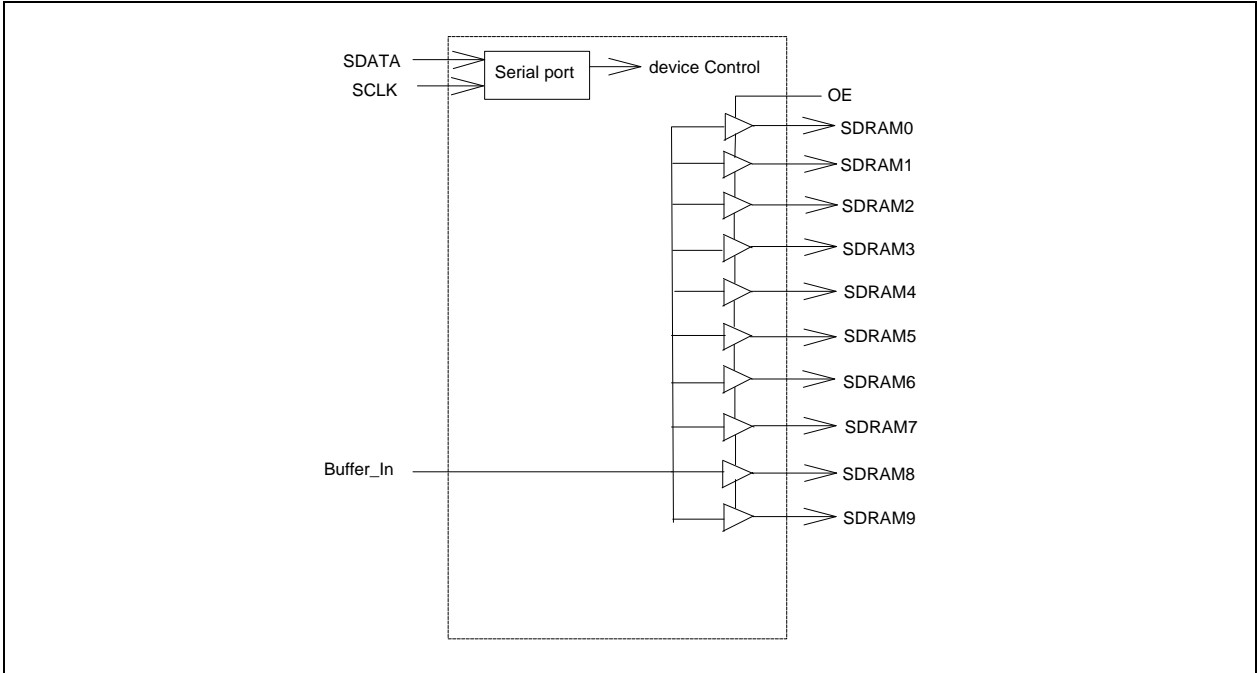 SDATA
SCLK
Serial port
device Control
OE
SDRAM0
SDRAM1
SDRAM2
SDRAM3
SDRAM4
SDRAM5
SDRAM6
SDRAM7
Buffer_In
SDRAM8
SDRAM9